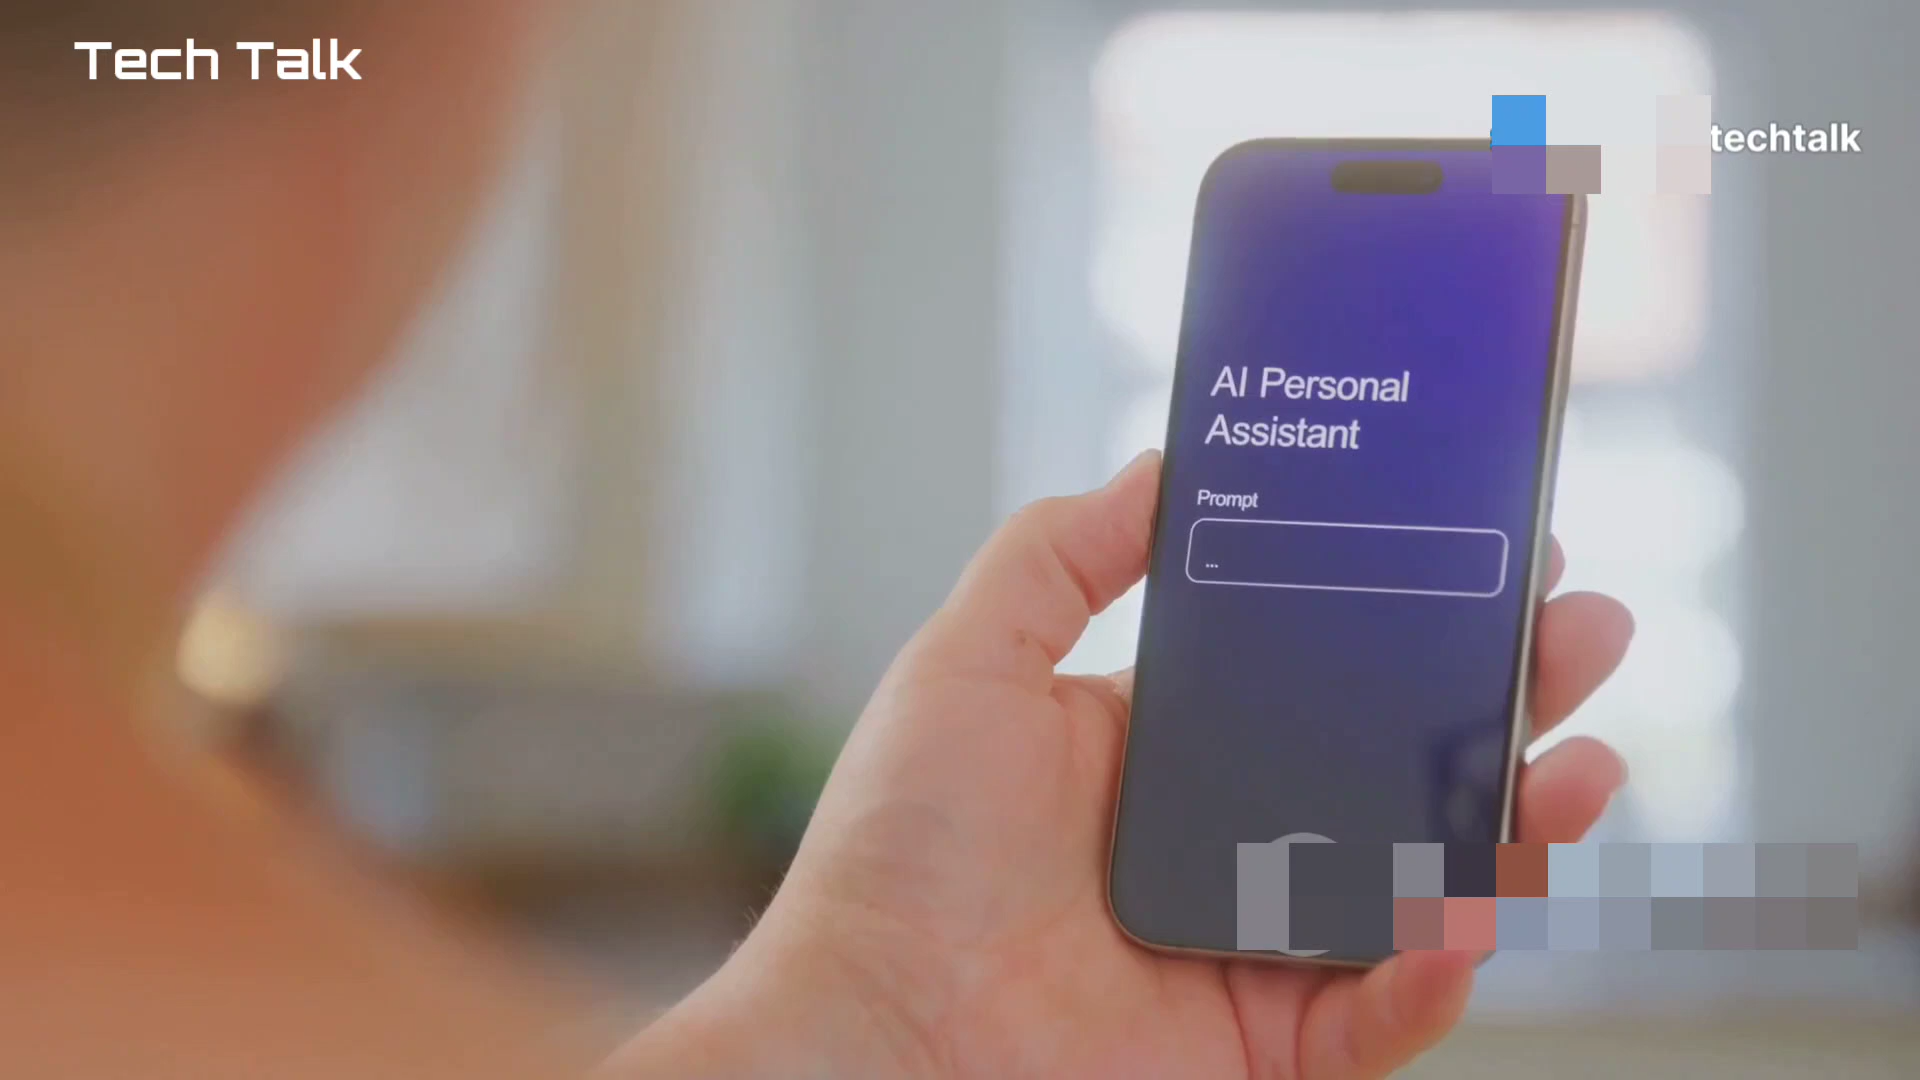 Tech Talk
techtalk
AI Personal
Assistant
Prompt
...